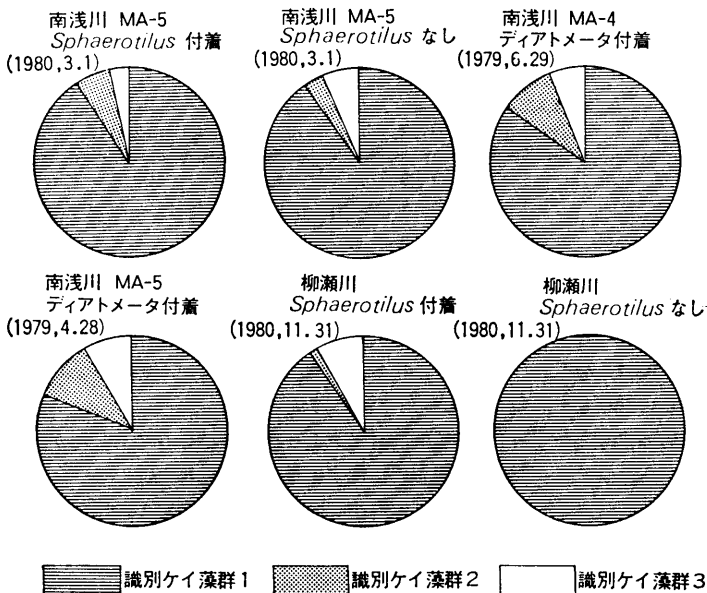 南浅川 MA-5
Sphaerotilus 付着
(1980,3.1)
南浅川 MA-5
Sphaerotilus なし
(1980,3.1)
南浅川 MA-4
ディアトメータ付着
(1979,6.29)
南浅川 MA-5
ディアトメータ付着
(1979,4.28)
柳瀬川
Sphaerotilus 付着
(1980,11.31)
柳瀬川
Sphaerotilus なし
(1980,11.31)
識別ケイ藻群1
識別ケイ藻群2
識別ケイ藻群3